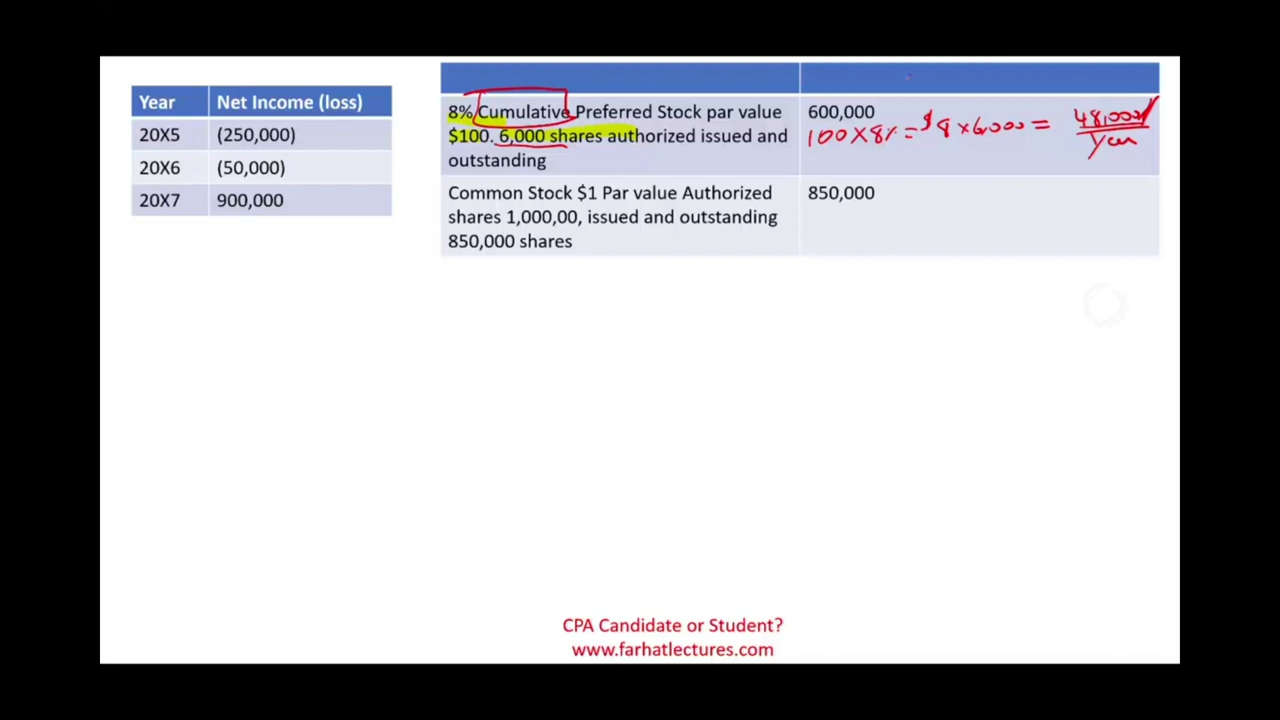 Year Net Income (loss)
20X5 (250,000)
20X6 (50,000)
20X7 900,000
8% Cumulative Preferred Stock par value 600,000
$100. 6,000 shares authorized issued and
outstanding
100 X 8% = $8 x 6,000 = 48,000
Year
Common Stock $1 Par value Authorized 850,000
shares 1,000,00, issued and outstanding
850,000 shares
CPA Candidate or Student?
www.farhatlectures.com